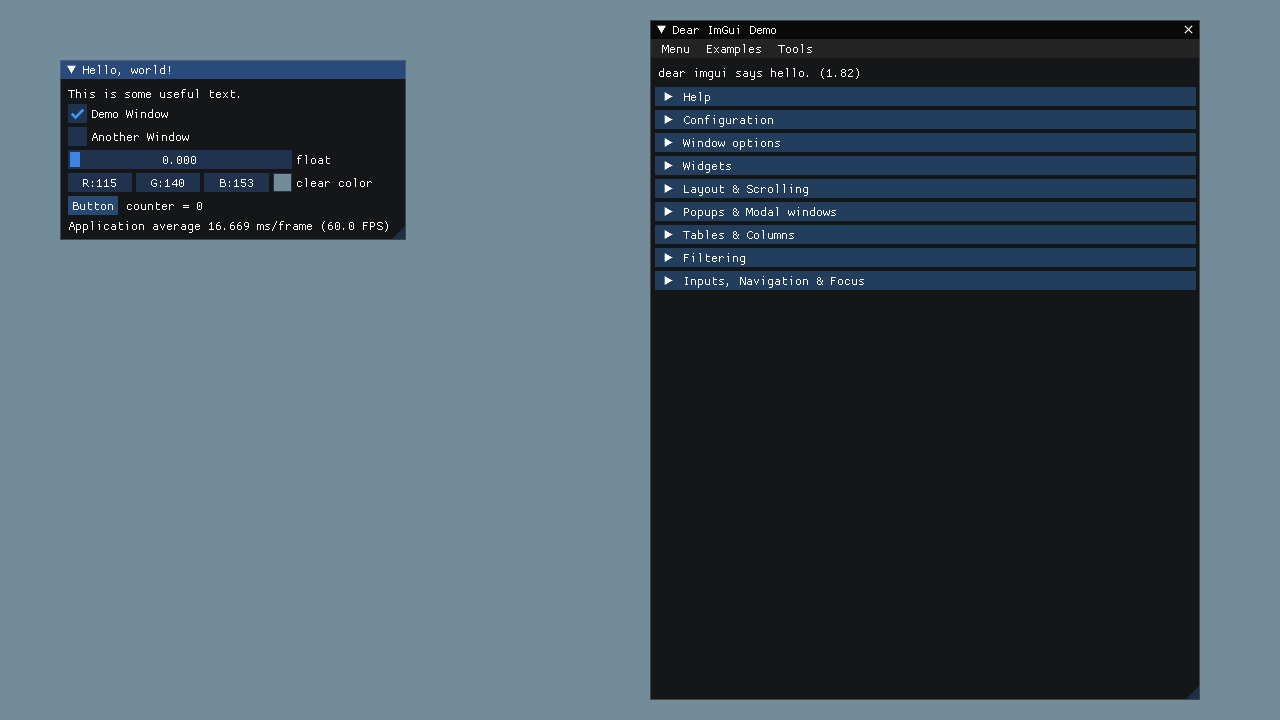 Hello, world!
This is some useful text.
Demo Window
Another Window
0.000 float
R:115 G:140 B:153 clear color
Button counter = 0
Application average 16.669 ms/frame (60.0 FPS)
Dear ImGui Demo
Menu Examples Tools
dear imgui says hello. (1.82)
Help
Configuration
Window options
Widgets
Layout & Scrolling
Popups & Modal windows
Tables & Columns
Filtering
Inputs, Navigation & Focus